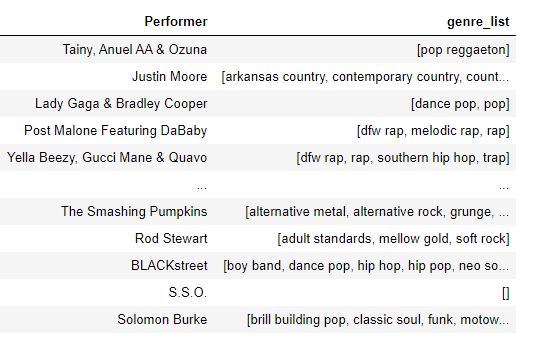 Performer genre_list
Tainy, Anuel AA & Ozuna [pop reggaeton]
Justin Moore [arkansas country, contemporary country, count...
Lady Gaga & Bradley Cooper [dance pop, pop]
Post Malone Featuring DaBaby [dfw rap, melodic rap, rap]
Yella Beezy, Gucci Mane & Quavo [dfw rap, rap, southern hip hop, trap]
... ...
The Smashing Pumpkins [alternative metal, alternative rock, grunge, ...
Rod Stewart [adult standards, mellow gold, soft rock]
BLACKstreet [boy band, dance pop, hip hop, hip pop, neo so...
S.S.O. []
Solomon Burke [brill building pop, classic soul, funk, motow...